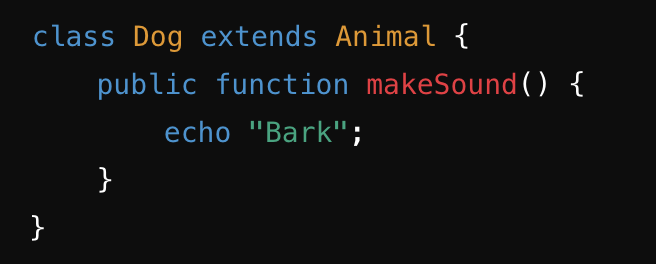 class Dog extends Animal {
    public function makeSound() {
        echo "Bark";
    }
}